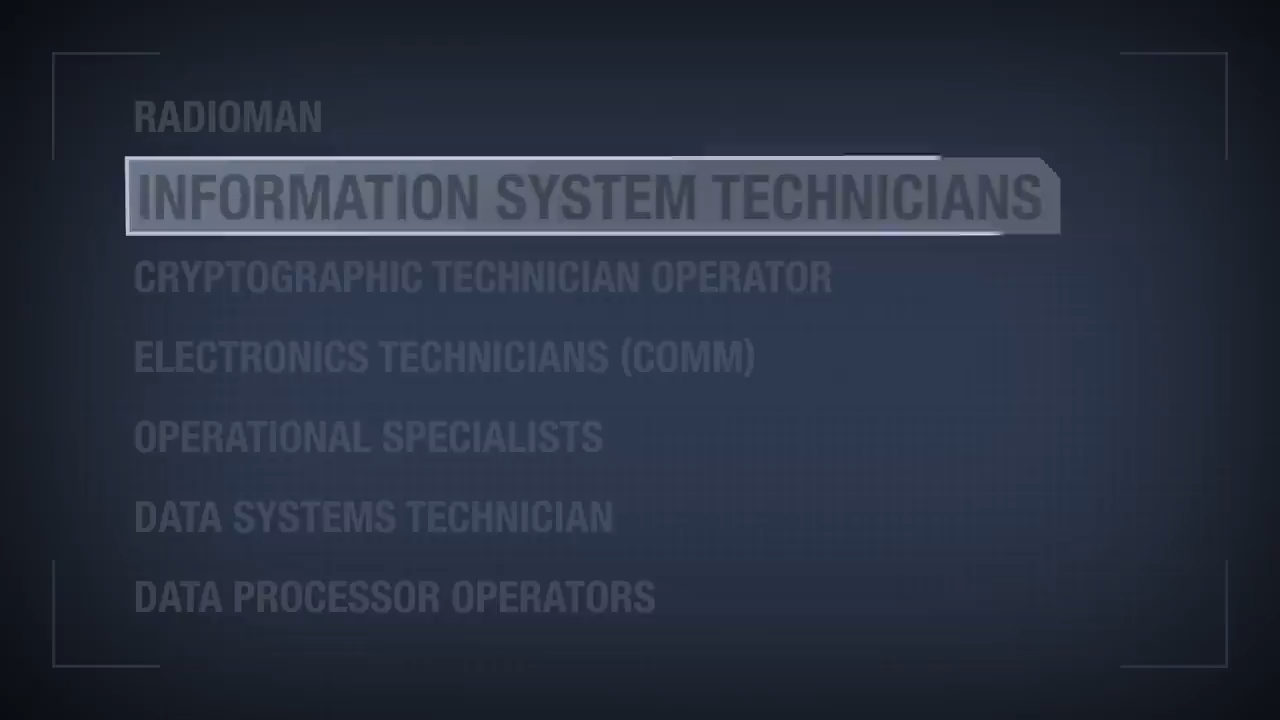 RADIOMAN
INFORMATION SYSTEM TECHNICIANS
CRYPTOGRAPHIC TECHNICIAN OPERATOR
ELECTRONICS TECHNICIANS (COMM)
OPERATIONAL SPECIALISTS
DATA SYSTEMS TECHNICIAN
DATA PROCESSOR OPERATORS